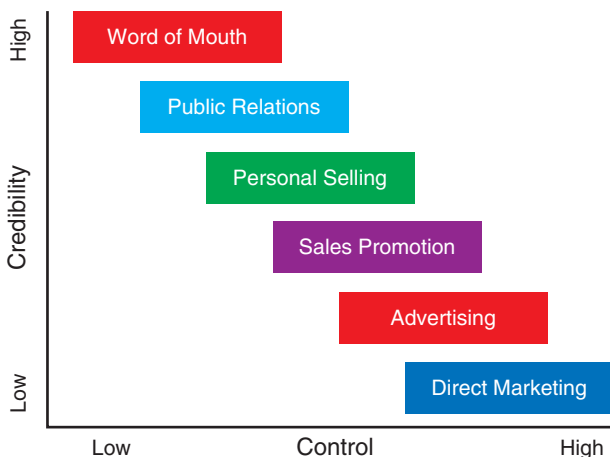 High
Word of Mouth
Public Relations
Credibility
Personal Selling
Sales Promotion
Advertising
Low
Direct Marketing
Low
Control
High